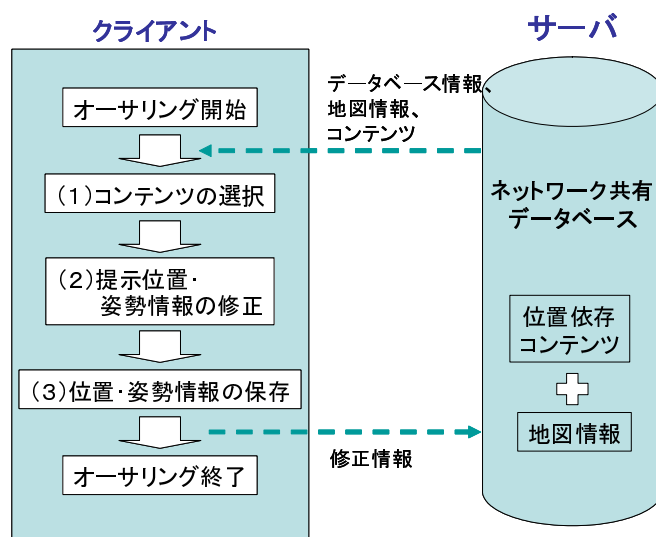 クライアント
サーバ
オーサリング開始
データベース情報、
地図情報、
コンテンツ
(1)コンテンツの選択
(2)提示位置・
姿勢情報の修正
(3)位置・姿勢情報の保存
オーサリング終了
修正情報
ネットワーク共有
データベース
位置依存
コンテンツ
地図情報